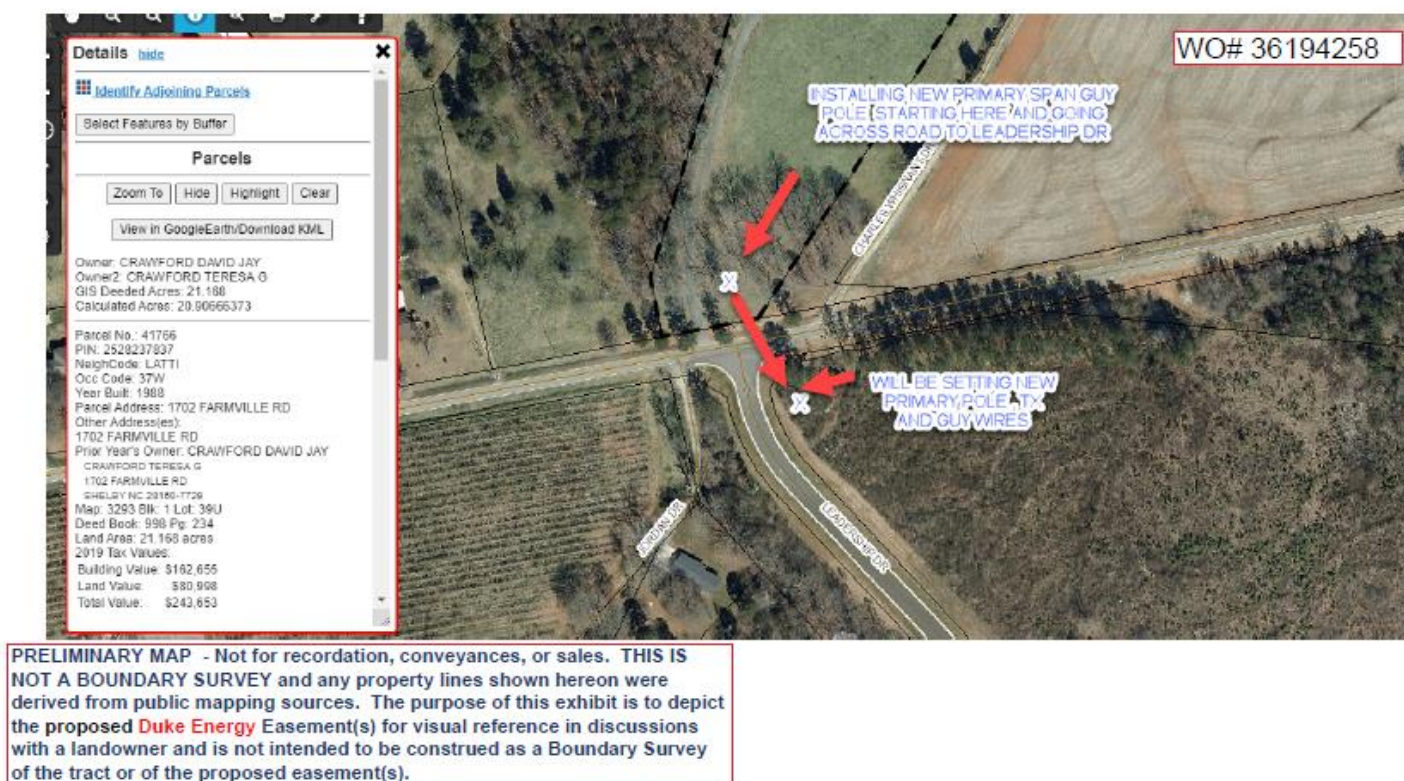 Details hide
Identify Adjoining Parcels
Select Features by Buffer
Parcels
Zoom To Hide Highlight Clear
View in GoogleEarth/Download KML
Owner: CRAWFORD DAVID JAY
Owner2: CRAWFORD TERESA G
GIS Deeded Acres: 21.168
Calculated Acres: 20.90666373
Parcel No.: 41766
PIN: 2528237837
NeighCode: LATTI
Occ Code: 37W
Year Built: 1988
Parcel Address: 1702 FARMVILLE RD
Other Address(es):
1702 FARMVILLE RD
Prior Year's Owner: CRAWFORD DAVID JAY
CRAWFORD TERESA G
1702 FARMVILLE RD
SHELBY NC 28150-7729
Map: 3293 Blk: 1 Lot: 39U
Deed Book: 998 Pg: 234
Land Area: 21.168 acres
2019 Tax Values:
Building Value: $162,655
Land Value: $80,998
Total Value: $243,653
WO# 36194258
INSTALLING NEW PRIMARY SPAN GUY
POLE STARTING HERE AND GOING
ACROSS ROAD TO LEADERSHIP DR
CHARLES WHISNANT DR
X
X
WILL BE SETTING NEW
PRIMARY POLE, TX
AND GUY WIRES
JORDAN DR
LEADERSHIP DR
PRELIMINARY MAP - Not for recordation, conveyances, or sales. THIS IS
NOT A BOUNDARY SURVEY and any property lines shown hereon were
derived from public mapping sources. The purpose of this exhibit is to depict
the proposed Duke Energy Easement(s) for visual reference in discussions
with a landowner and is not intended to be construed as a Boundary Survey
of the tract or of the proposed easement(s).